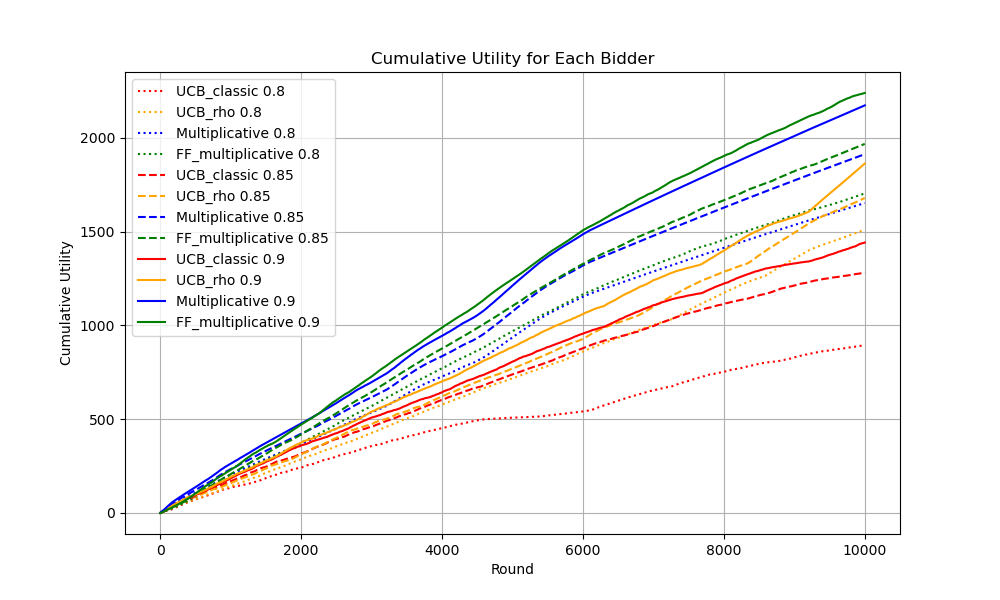 Cumulative Utility for Each Bidder
UCB_classic 0.8
UCB_rho 0.8
Multiplicative 0.8
FF_multiplicative 0.8
UCB_classic 0.85
UCB_rho 0.85
Multiplicative 0.85
FF_multiplicative 0.85
UCB_classic 0.9
UCB_rho 0.9
Multiplicative 0.9
FF_multiplicative 0.9
Cumulative Utility
2000
1500
1000
500
0
0 2000 4000 6000 8000 10000
Round